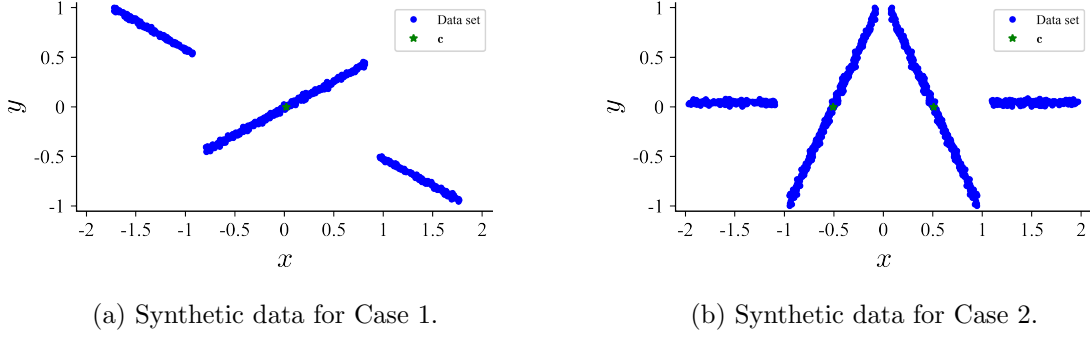 1
0.5
0
-0.5
-1
y
-2 -1.5 -1 -0.5 0 0.5 1 1.5 2
x
Data set
c
(a) Synthetic data for Case 1.
1
0.5
0
-0.5
-1
y
-2 -1.5 -1 -0.5 0 0.5 1 1.5 2
x
Data set
c
(b) Synthetic data for Case 2.